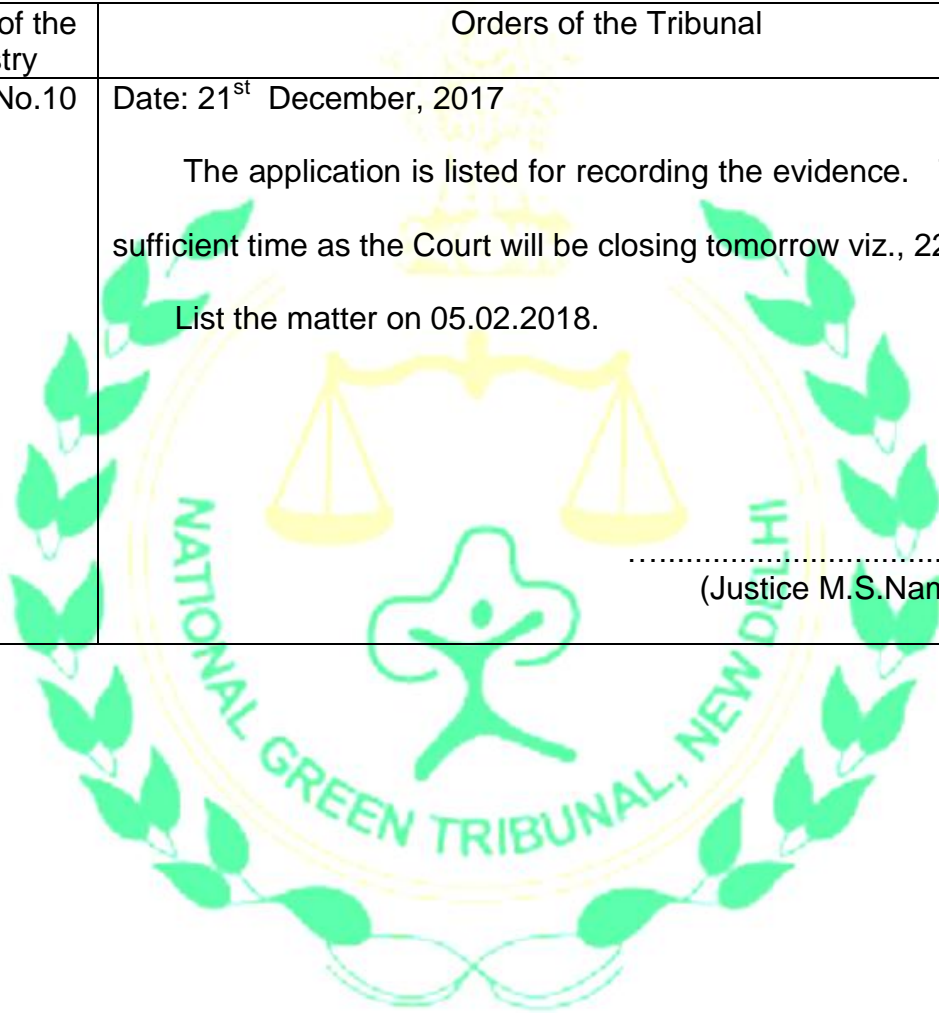 of the
stry
Orders of the Tribunal
No.10
Date: 21st December, 2017
The application is listed for recording the evidence.
sufficient time as the Court will be closing tomorrow viz., 22
List the matter on 05.02.2018.
….................................
(Justice M.S.Nam
NATIONAL GREEN TRIBUNAL, NEW DELHI